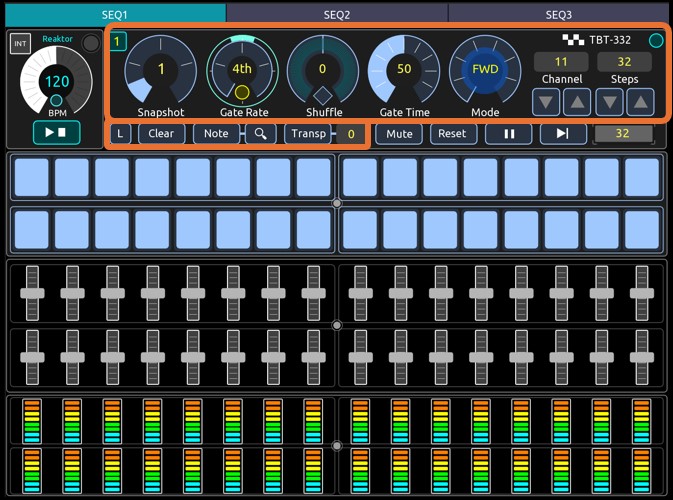 SEQ1 SEQ2 SEQ3
INT Reaktor 1 TBT-332
120 1 4th 0 50 FWD 11 32
BPM Channel Steps
Snapshot Gate Rate Shuffle Gate Time Mode
L Clear Note Transp 0 Mute Reset 32